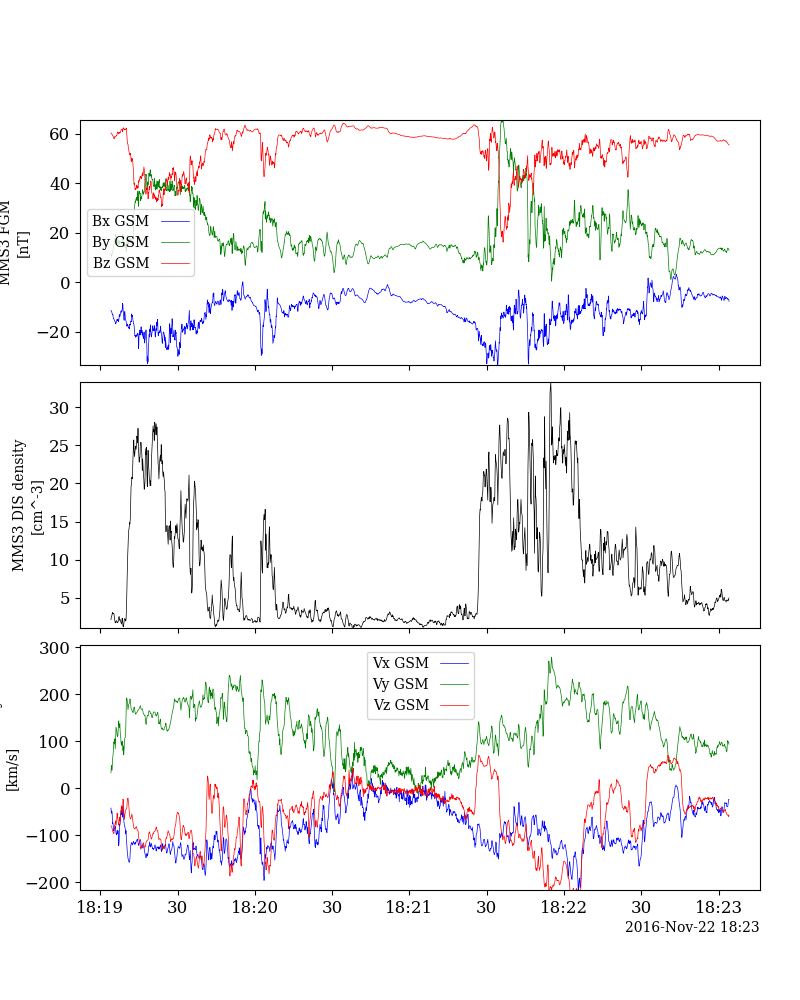 60
40
20
0
−20
MMS3 FGM
[nT]
Bx GSM
By GSM
Bz GSM
30
25
20
15
10
5
MMS3 DIS density
[cm^-3]
300
200
100
0
−100
−200
[km/s]
Vx GSM
Vy GSM
Vz GSM
18:19 30 18:20 30 18:21 30 18:22 30 18:23
2016-Nov-22 18:23